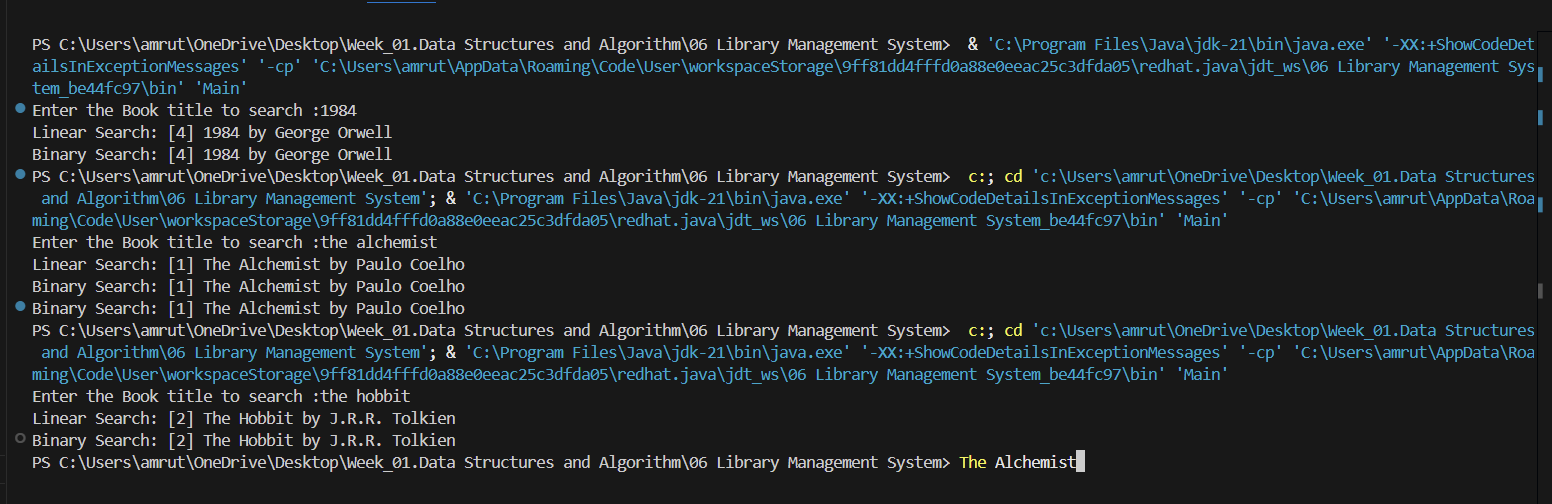 PS C:\Users\amrut\OneDrive\Desktop\Week_01.Data Structures and Algorithm\06 Library Management System>  & 'C:\Program Files\Java\jdk-21\bin\java.exe' '-XX:+ShowCodeDet
ailsInExceptionMessages' '-cp' 'C:\Users\amrut\AppData\Roaming\Code\User\workspaceStorage\9ff81dd4fffd0a88e0eeac25c3dfda05\redhat.java\jdt_ws\06 Library Management Sys
tem_be44fc97\bin' 'Main'
Enter the Book title to search :1984
Linear Search: [4] 1984 by George Orwell
Binary Search: [4] 1984 by George Orwell
PS C:\Users\amrut\OneDrive\Desktop\Week_01.Data Structures and Algorithm\06 Library Management System>  c:; cd 'c:\Users\amrut\OneDrive\Desktop\Week_01.Data Structures
 and Algorithm\06 Library Management System'; & 'C:\Program Files\Java\jdk-21\bin\java.exe' '-XX:+ShowCodeDetailsInExceptionMessages' '-cp' 'C:\Users\amrut\AppData\Roa
ming\Code\User\workspaceStorage\9ff81dd4fffd0a88e0eeac25c3dfda05\redhat.java\jdt_ws\06 Library Management System_be44fc97\bin' 'Main'
Enter the Book title to search :the alchemist
Linear Search: [1] The Alchemist by Paulo Coelho
Binary Search: [1] The Alchemist by Paulo Coelho
Binary Search: [1] The Alchemist by Paulo Coelho
PS C:\Users\amrut\OneDrive\Desktop\Week_01.Data Structures and Algorithm\06 Library Management System>  c:; cd 'c:\Users\amrut\OneDrive\Desktop\Week_01.Data Structures
 and Algorithm\06 Library Management System'; & 'C:\Program Files\Java\jdk-21\bin\java.exe' '-XX:+ShowCodeDetailsInExceptionMessages' '-cp' 'C:\Users\amrut\AppData\Roa
ming\Code\User\workspaceStorage\9ff81dd4fffd0a88e0eeac25c3dfda05\redhat.java\jdt_ws\06 Library Management System_be44fc97\bin' 'Main'
Enter the Book title to search :the hobbit
Linear Search: [2] The Hobbit by J.R.R. Tolkien
Binary Search: [2] The Hobbit by J.R.R. Tolkien
PS C:\Users\amrut\OneDrive\Desktop\Week_01.Data Structures and Algorithm\06 Library Management System> The Alchemist